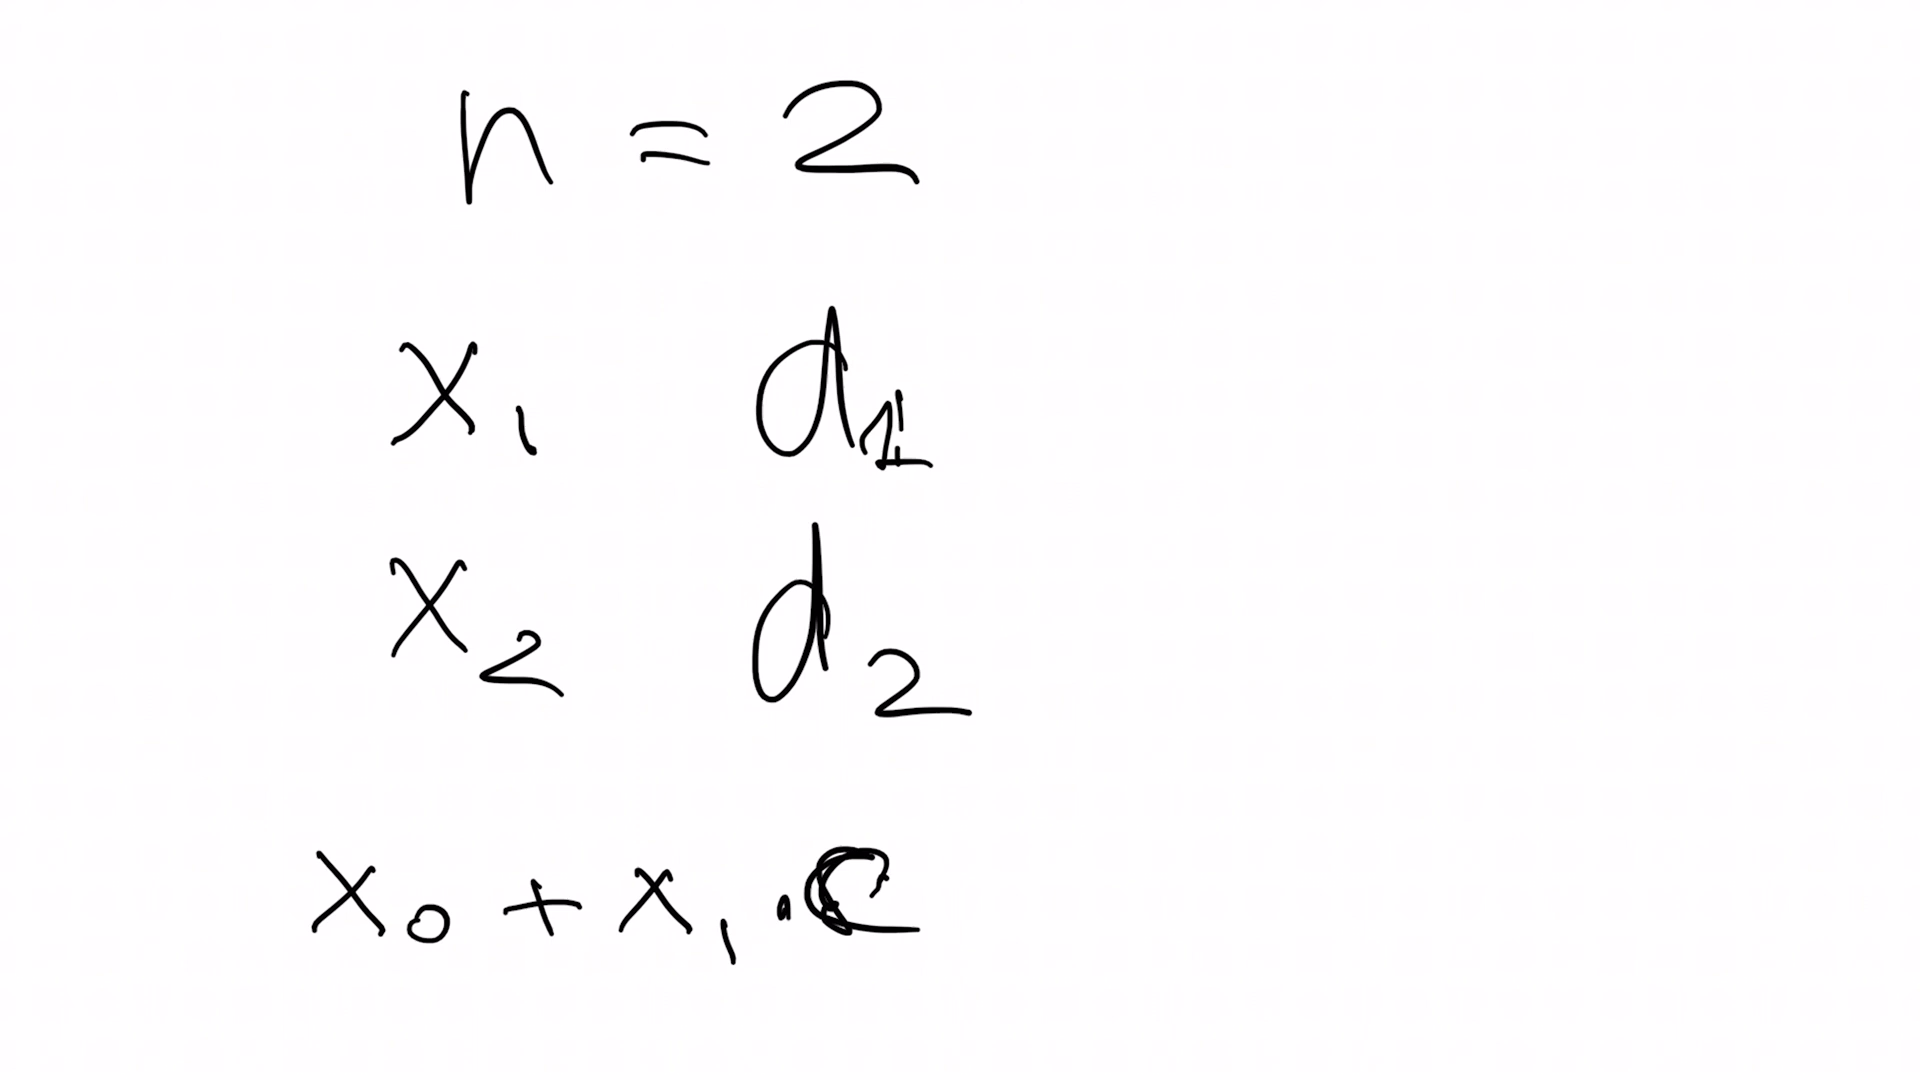 n = 2
x₁ d₁
x₂ d₂
x₀ + x₁ · C